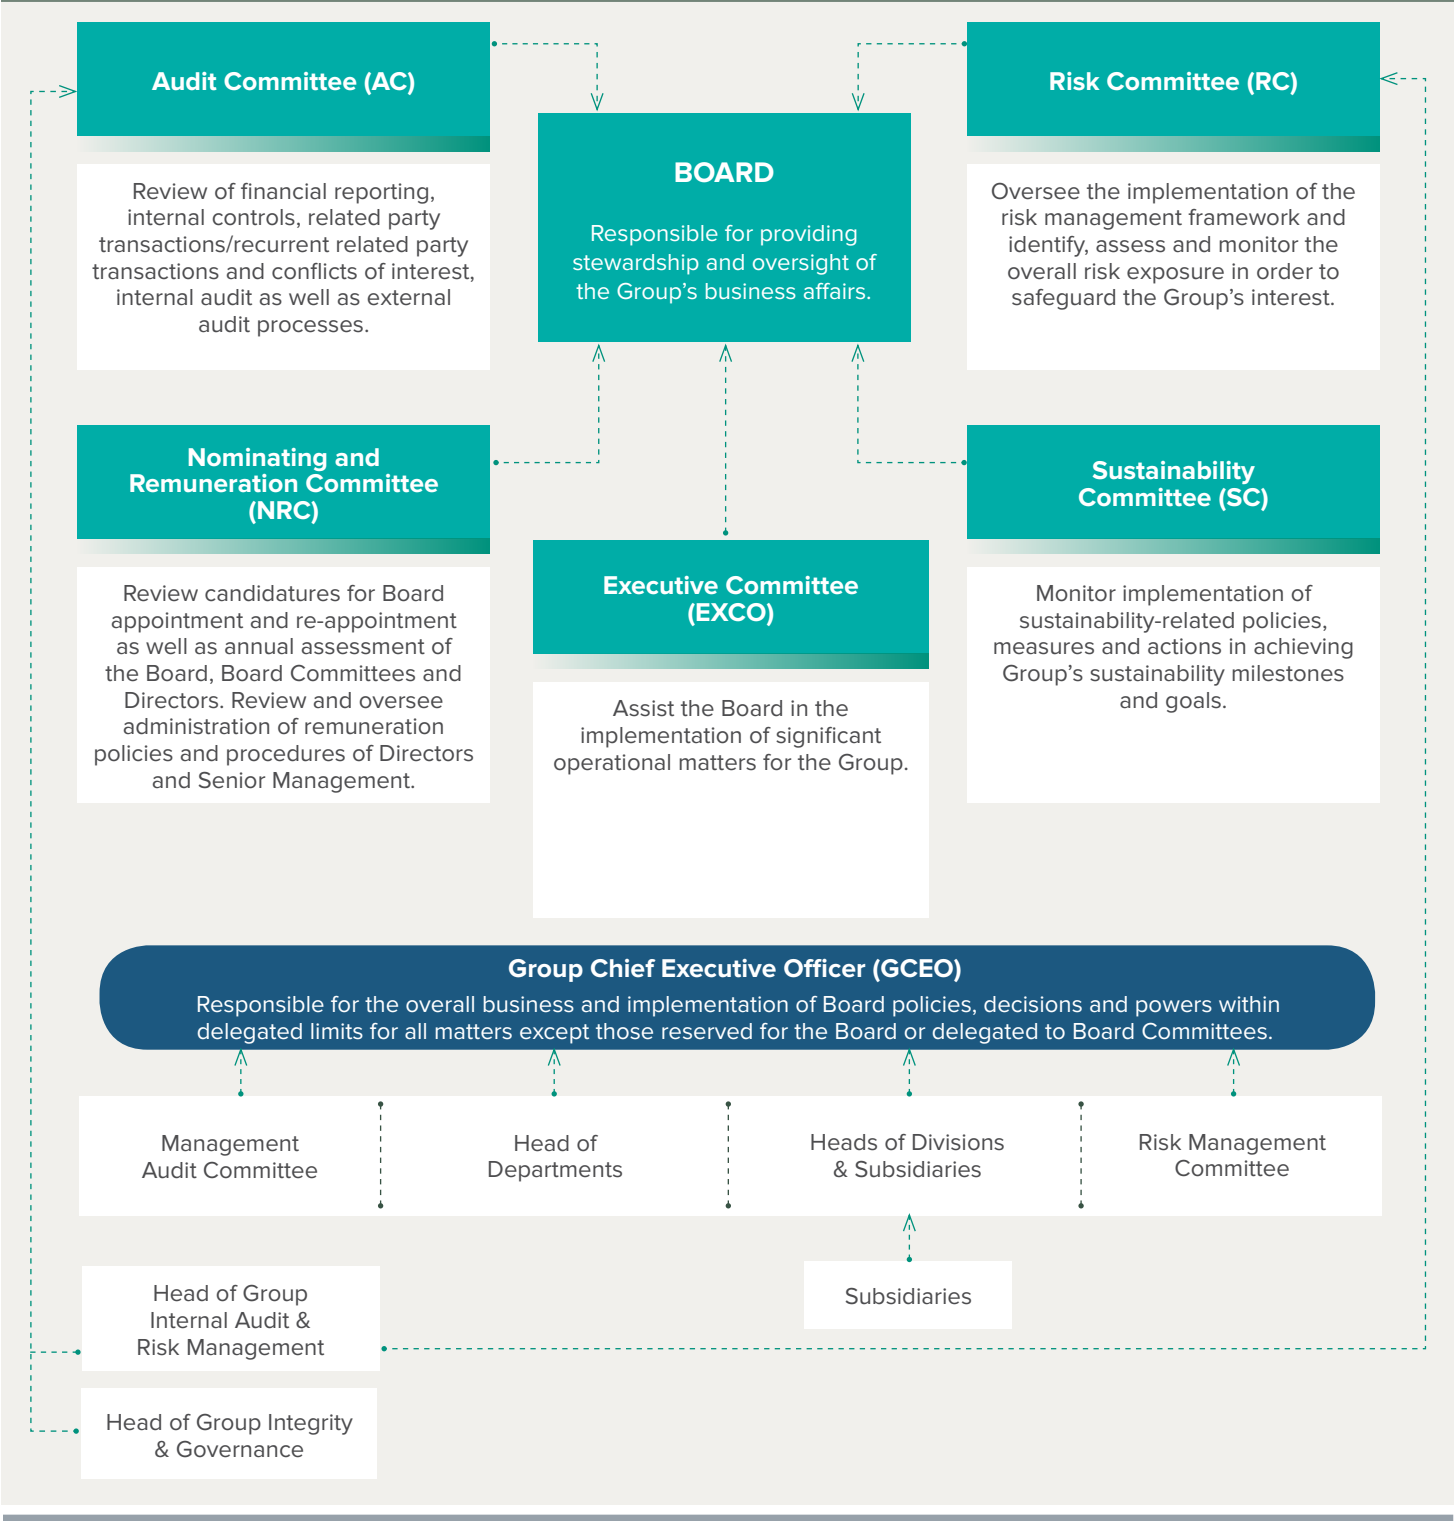 Audit Committee (AC)
Review of financial reporting,
internal controls, related party
transactions/recurrent related party
transactions and conflicts of interest,
internal audit as well as external
audit processes.
BOARD
Responsible for providing
stewardship and oversight of
the Group's business affairs.
Risk Committee (RC)
Oversee the implementation of the
risk management framework and
identify, assess and monitor the
overall risk exposure in order to
safeguard the Group's interest.
Nominating and
Remuneration Committee
(NRC)
Review candidatures for Board
appointment and re-appointment
as well as annual assessment of
the Board, Board Committees and
Directors. Review and oversee
administration of remuneration
policies and procedures of Directors
and Senior Management.
Executive Committee
(EXCO)
Assist the Board in the
implementation of significant
operational matters for the Group.
Sustainability
Committee (SC)
Monitor implementation of
sustainability-related policies,
measures and actions in achieving
Group's sustainability milestones
and goals.
Group Chief Executive Officer (GCEO)
Responsible for the overall business and implementation of Board policies, decisions and powers within
delegated limits for all matters except those reserved for the Board or delegated to Board Committees.
Management
Audit Committee
Head of
Departments
Heads of Divisions
& Subsidiaries
Risk Management
Committee
Head of Group
Internal Audit &
Risk Management
Subsidiaries
Head of Group Integrity
& Governance